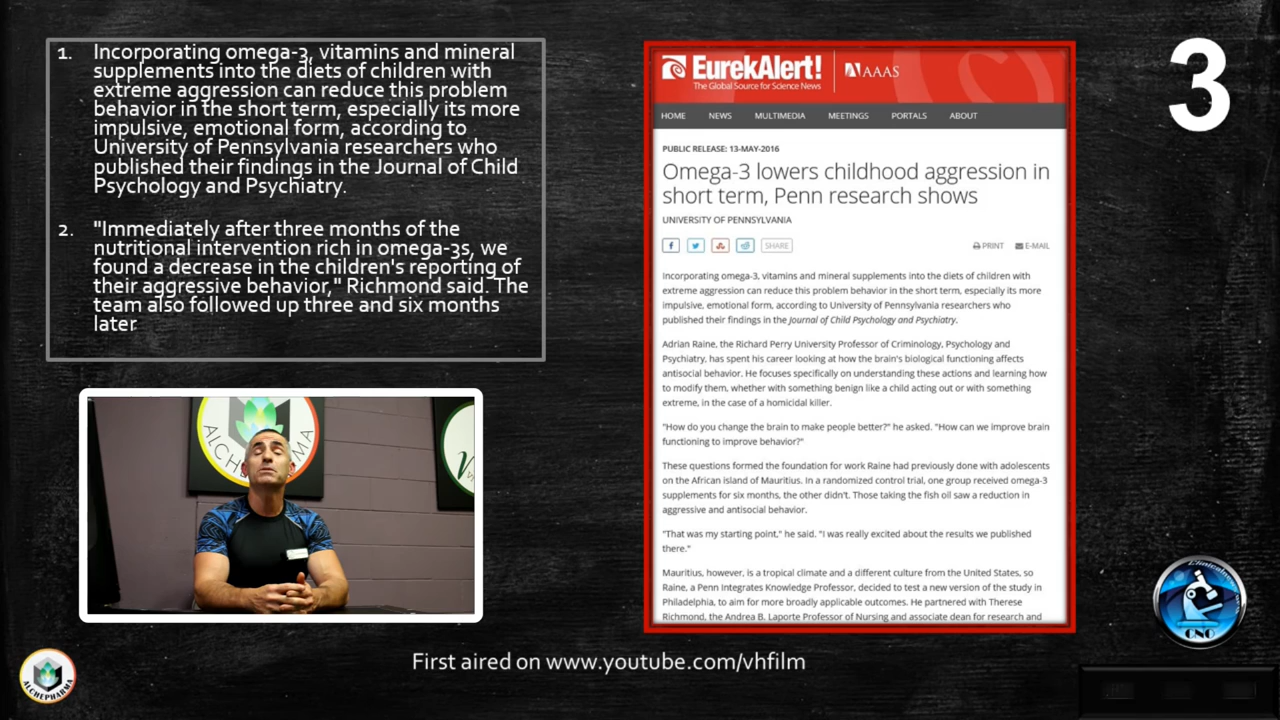 1. Incorporating omega-3, vitamins and mineral
supplements into the diets of children with
extreme aggression can reduce this problem
behavior in the short term, especially its more
impulsive, emotional form, according to
University of Pennsylvania researchers who
published their findings in the Journal of Child
Psychology and Psychiatry.
2. "Immediately after three months of the
nutritional intervention rich in omega-3s, we
found a decrease in the children's reporting of
their aggressive behavior," Richmond said. The
team also followed up three and six months
later
ALCHEPHARMA
EurekAlert!
The Global Source for Science News
AAAS
HOME NEWS MULTIMEDIA MEETINGS PORTALS ABOUT
PUBLIC RELEASE: 13-MAY-2016
Omega-3 lowers childhood aggression in
short term, Penn research shows
UNIVERSITY OF PENNSYLVANIA
SHARE PRINT E-MAIL
Incorporating omega-3, vitamins and mineral supplements into the diets of children with
extreme aggression can reduce this problem behavior in the short term, especially its more
impulsive, emotional form, according to University of Pennsylvania researchers who
published their findings in the Journal of Child Psychology and Psychiatry.
Adrian Raine, the Richard Perry University Professor of Criminology, Psychology and
Psychiatry, has spent his career looking at how the brain's biological functioning affects
antisocial behavior. He focuses specifically on understanding these actions and learning how
to modify them, whether with something benign like a child acting out or with something
extreme, in the case of a homicidal killer.
"How do you change the brain to make people better?" he asked. "How can we improve brain
functioning to improve behavior?"
These questions formed the foundation for work Raine had previously done with adolescents
on the African island of Mauritius. In a randomized control trial, one group received omega-3
supplements for six months, the other didn't. Those taking the fish oil saw a reduction in
aggressive and antisocial behavior.
"That was my starting point," he said. "I was really excited about the results we published
there."
Mauritius, however, is a tropical climate and a different culture from the United States, so
Raine, a Penn Integrates Knowledge Professor, decided to test a new version of the study in
Philadelphia, to aim for more broadly applicable outcomes. He partnered with Therese
Richmond, the Andrea B. Laporte Professor of Nursing and associate dean for research and
3
CNO
First aired on www.youtube.com/vhfilm
ALCHEPHARMA